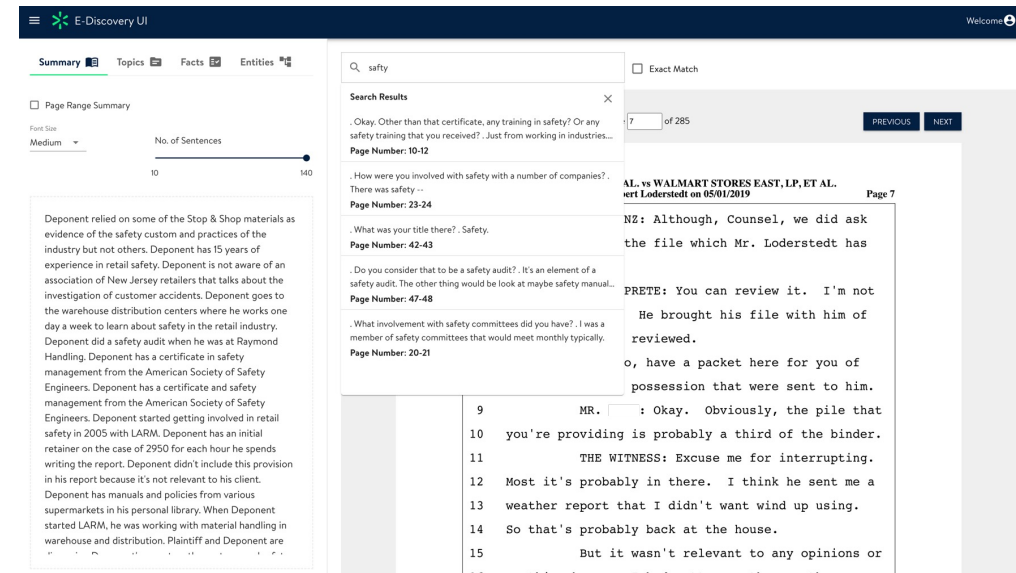 E-Discovery UI
Welcome
Summary Topics Facts Entities
Page Range Summary
Font Size
Medium
No. of Sentences
10 140
Deponent relied on some of the Stop & Shop materials as
evidence of the safety custom and practices of the
industry but not others. Deponent has 15 years of
experience in retail safety. Deponent is not aware of an
association of New Jersey retailers that talks about the
investigation of customer accidents. Deponent goes to
the warehouse distribution centers where he works one
day a week to learn about safety in the retail industry.
Deponent did a safety audit when he was at Raymond
Handling. Deponent has a certificate in safety
management from the American Society of Safety
Engineers. Deponent has a certificate and safety
management from the American Society of Safety
Engineers. Deponent started getting involved in retail
safety in 2005 with LARM. Deponent has an initial
retainer on the case of 2950 for each hour he spends
writing the report. Deponent didn't include this provision
in his report because it's not relevant to his client.
Deponent has manuals and policies from various
supermarkets in his personal library. When Deponent
started LARM, he was working with material handling in
warehouse and distribution. Plaintiff and Deponent are
safty
Exact Match
Search Results
. Okay. Other than that certificate, any training in safety? Or any
safety training that you received? . Just from working in industries...
Page Number: 10-12
. How were you involved with safety with a number of companies? .
There was safety --
Page Number: 23-24
. What was your title there? . Safety.
Page Number: 42-43
. Do you consider that to be a safety audit? . It's an element of a
safety audit. The other thing would be look at maybe safety manual...
Page Number: 47-48
. What involvement with safety committees did you have? . I was a
member of safety committees that would meet monthly typically.
Page Number: 20-21
7 of 285
PREVIOUS NEXT
AL. vs WALMART STORES EAST, LP, ET AL.
pert Loderstedt on 05/01/2019 Page 7
NZ: Although, Counsel, we did ask
the file which Mr. Loderstedt has
PRETE: You can review it. I'm not
He brought his file with him of
reviewed.
o, have a packet here for you of
possession that were sent to him.
9 MR. : Okay. Obviously, the pile that
10 you're providing is probably a third of the binder.
11 THE WITNESS: Excuse me for interrupting.
12 Most it's probably in there. I think he sent me a
13 weather report that I didn't want wind up using.
14 So that's probably back at the house.
15 But it wasn't relevant to any opinions or